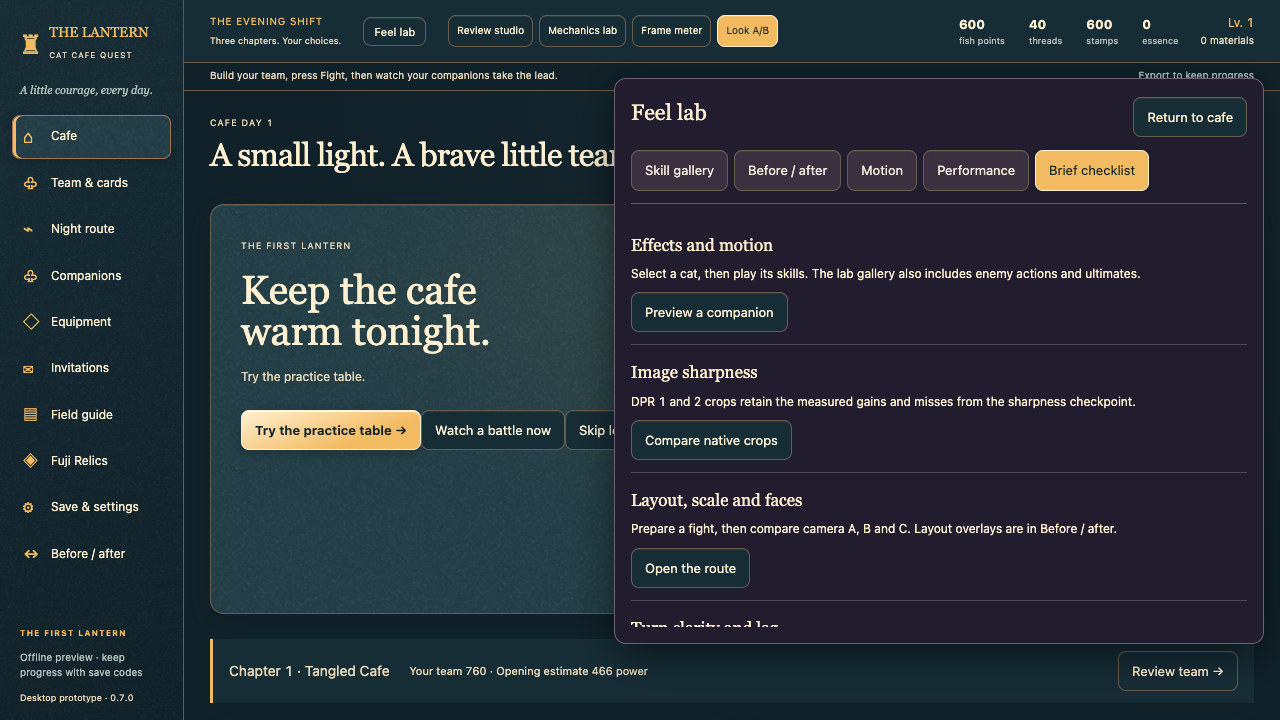 THE LANTERN
CAT CAFE QUEST
A little courage, every day.
Cafe
Team & cards
Night route
Companions
Equipment
Invitations
Field guide
Fuji Relics
Save & settings
Before / after
THE FIRST LANTERN
Offline preview · keep
progress with save codes
Desktop prototype · 0.7.0
THE EVENING SHIFT
Three chapters. Your choices.
Feel lab
Review studio
Mechanics lab
Frame meter
Look A/B
600
fish points
40
threads
600
stamps
0
essence
Lv. 1
0 materials
Build your team, press Fight, then watch your companions take the lead.
Export to keep progress
CAFE DAY 1
A small light. A brave little team
THE FIRST LANTERN
Keep the cafe
warm tonight.
Try the practice table.
Try the practice table →
Watch a battle now
Skip
Feel lab
Return to cafe
Skill gallery
Before / after
Motion
Performance
Brief checklist
Effects and motion
Select a cat, then play its skills. The lab gallery also includes enemy actions and ultimates.
Preview a companion
Image sharpness
DPR 1 and 2 crops retain the measured gains and misses from the sharpness checkpoint.
Compare native crops
Layout, scale and faces
Prepare a fight, then compare camera A, B and C. Layout overlays are in Before / after.
Open the route
Turn clarity and log
Chapter 1 · Tangled Cafe
Your team 760 · Opening estimate 466 power
Review team →